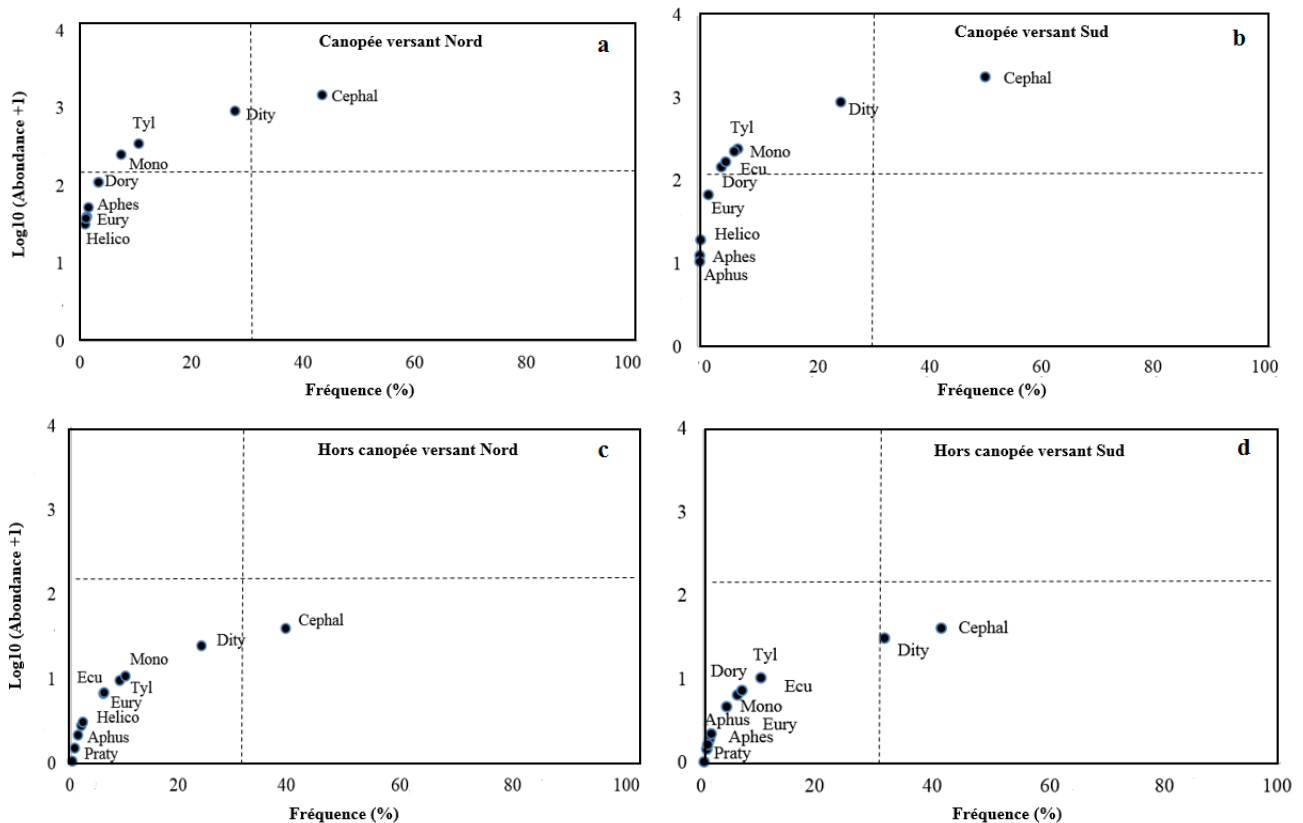 Canopée versant Nord
a
Log10 (Abondance +1)
4
3
2
1
0
Cephal
Dity
Tyl
Mono
Dory
Aphes
Eury
Helico
0 20 40 60 80 100
Fréquence (%)
Canopée versant Sud
b
4
3
2
1
0
Cephal
Dity
Tyl
Mono
Ecu
Dory
Eury
Helico
Aphes
Aphus
0 20 40 60 80 100
Fréquence (%)
Hors canopée versant Nord
c
Log10 (Abondance +1)
4
3
2
1
0
Cephal
Dity
Mono
Ecu
Tyl
Eury
Helico
Aphus
Praty
0 20 40 60 80 100
Fréquence (%)
Hors canopée versant Sud
d
4
3
2
1
0
Cephal
Dity
Tyl
Dory
Ecu
Mono
Aphus
Eury
Aphes
Praty
0 20 40 60 80 100
Fréquence (%)